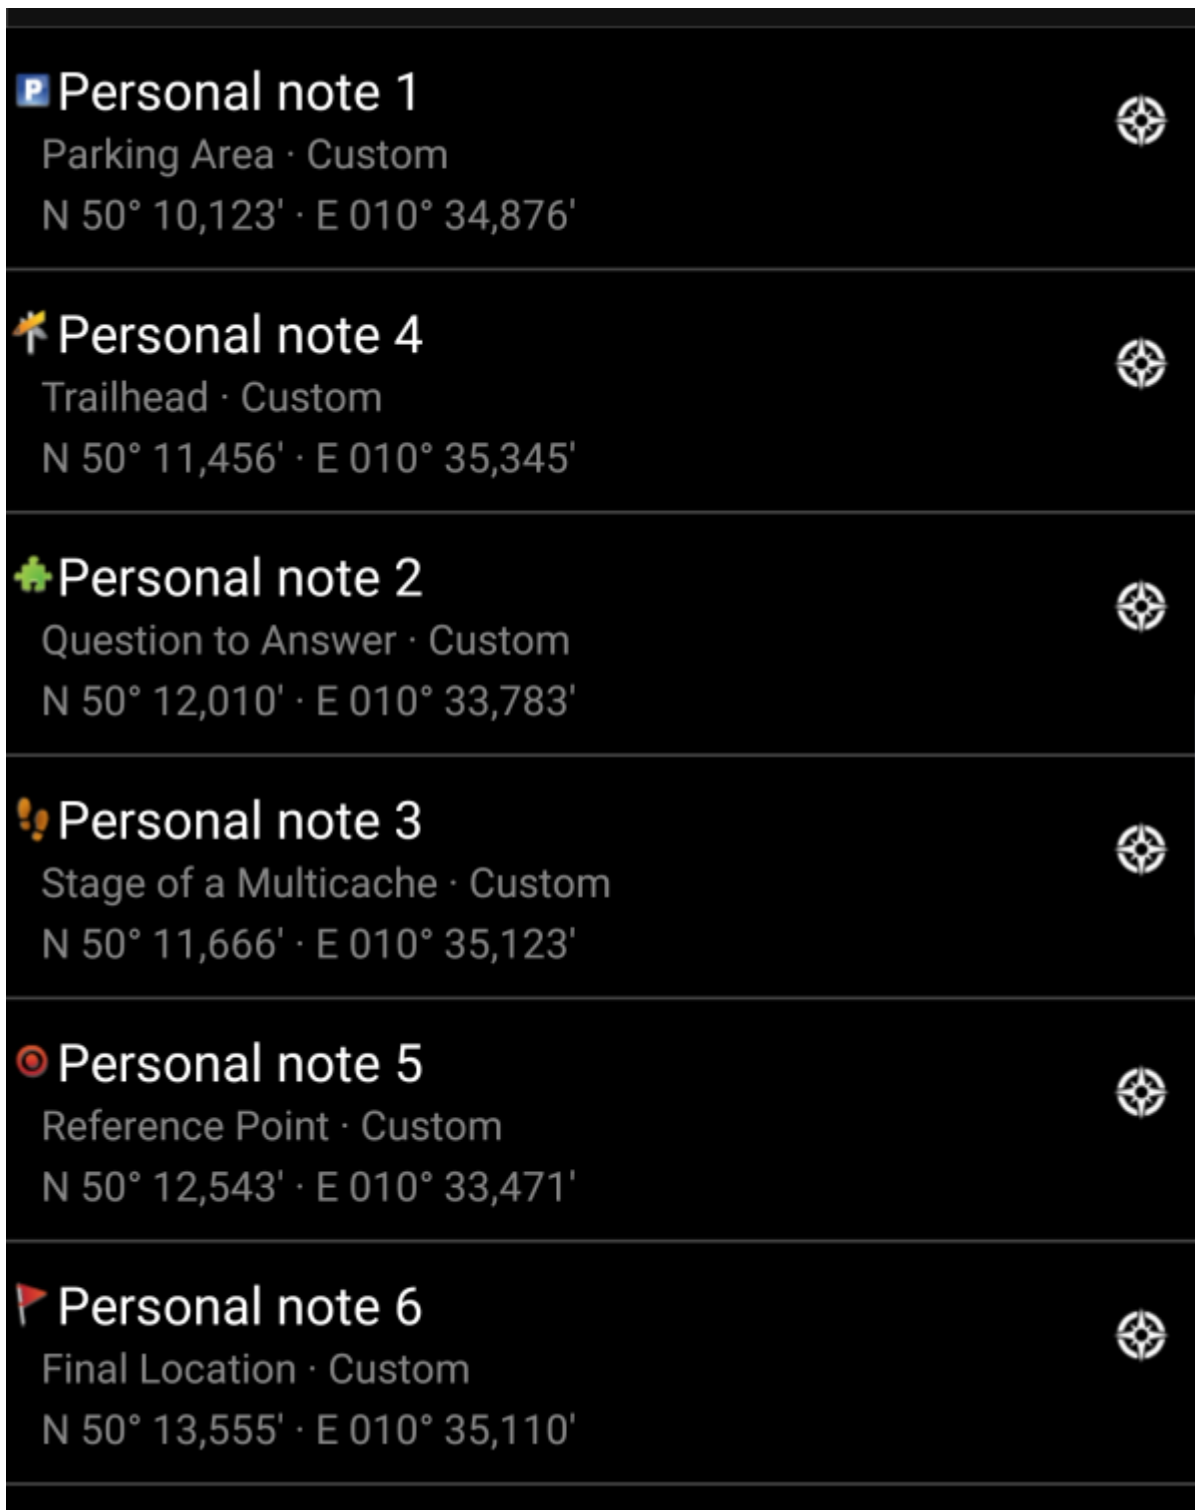 P Personal note 1
Parking Area · Custom
N 50° 10,123' · E 010° 34,876'
Personal note 4
Trailhead · Custom
N 50° 11,456' · E 010° 35,345'
Personal note 2
Question to Answer · Custom
N 50° 12,010' · E 010° 33,783'
Personal note 3
Stage of a Multicache · Custom
N 50° 11,666' · E 010° 35,123'
Personal note 5
Reference Point · Custom
N 50° 12,543' · E 010° 33,471'
Personal note 6
Final Location · Custom
N 50° 13,555' · E 010° 35,110'